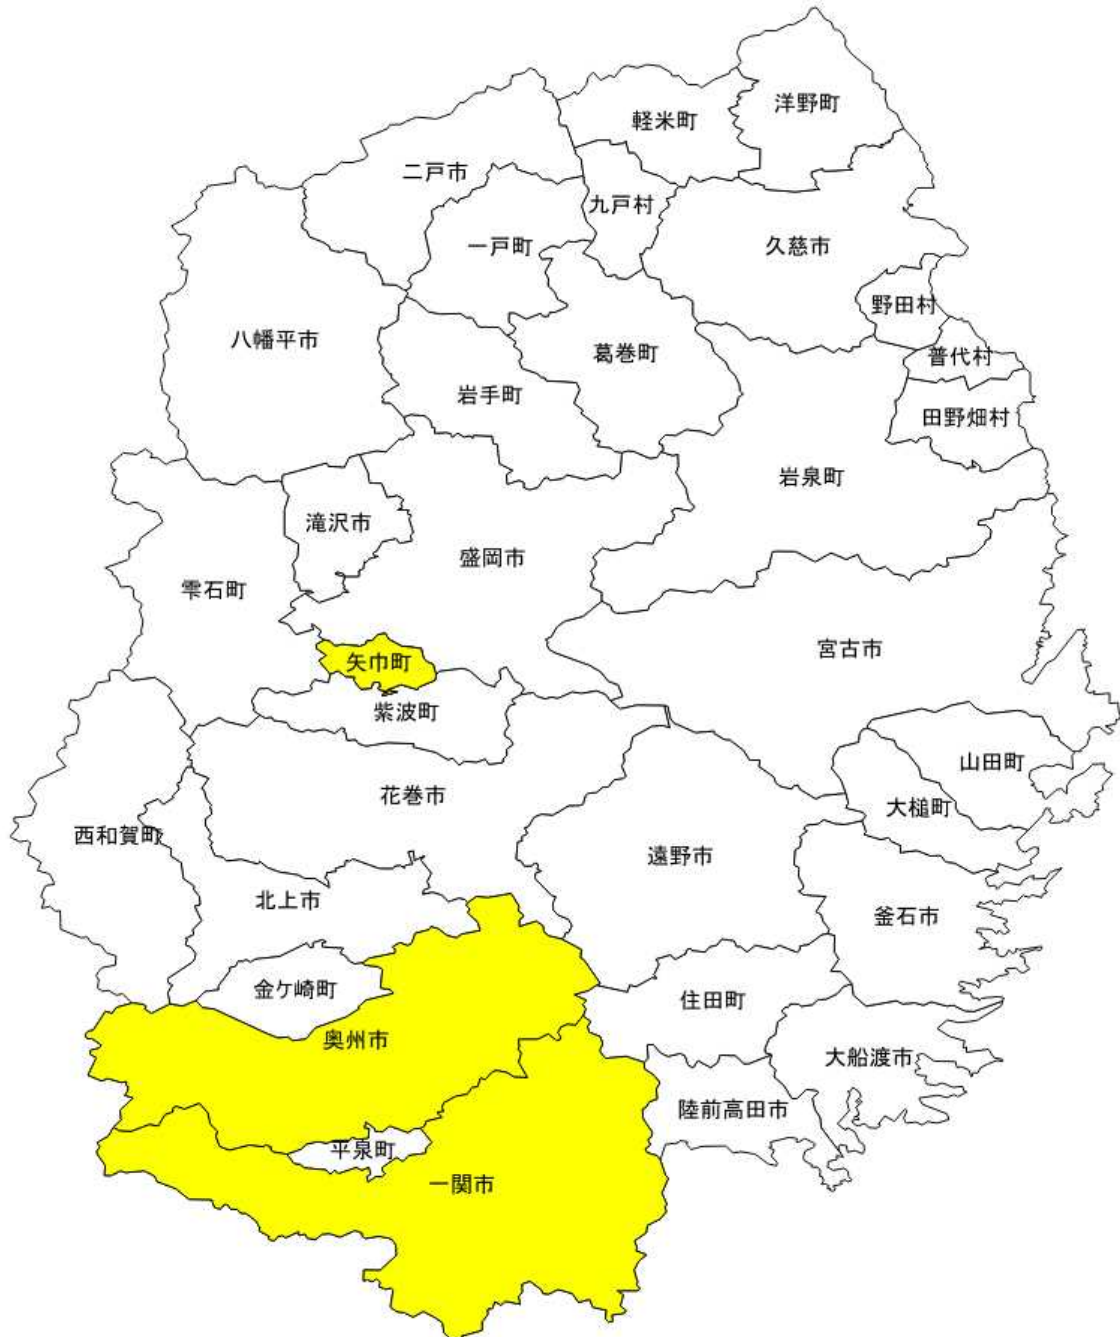 洋野町
軽米町
二戸市
九戸村
一戸町
久慈市
野田村
八幡平市
葛巻町
普代村
岩手町
田野畑村
岩泉町
滝沢市
盛岡市
雫石町
宮古市
矢巾町
紫波町
山田町
花巻市
大槌町
西和賀町
遠野市
北上市
釜石市
金ケ崎町
住田町
奥州市
大船渡市
陸前高田市
平泉町
一関市